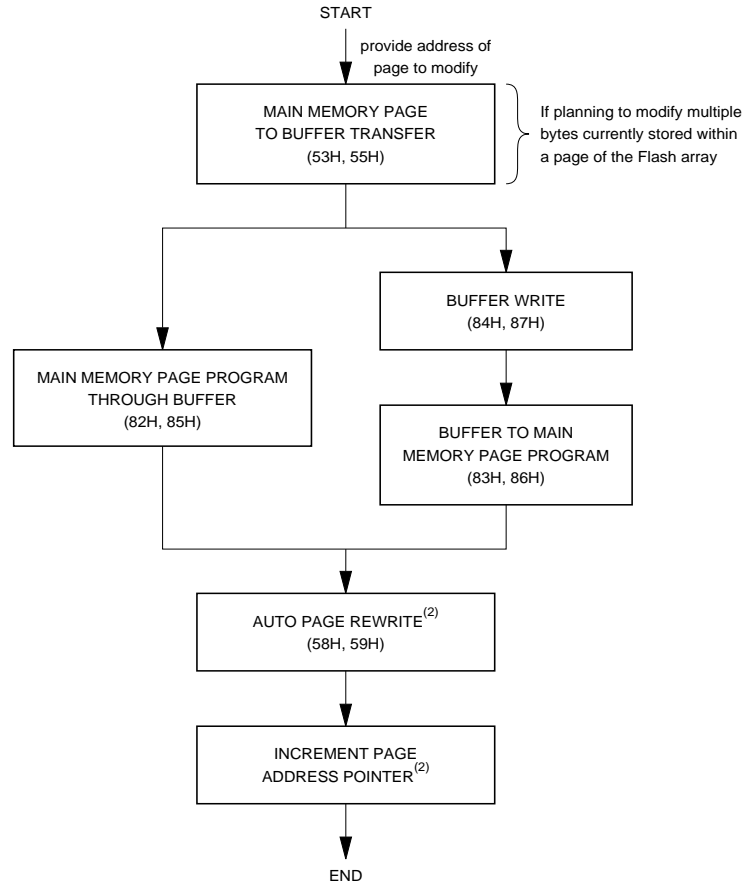 START
provide address of
page to modify
MAIN MEMORY PAGE
TO BUFFER TRANSFER
(53H, 55H)
If planning to modify multiple
bytes currently stored within
a page of the Flash array
BUFFER WRITE
(84H, 87H)
MAIN MEMORY PAGE PROGRAM
THROUGH BUFFER
(82H, 85H)
BUFFER TO MAIN
MEMORY PAGE PROGRAM
(83H, 86H)
AUTO PAGE REWRITE(2)
(58H, 59H)
INCREMENT PAGE
ADDRESS POINTER(2)
END